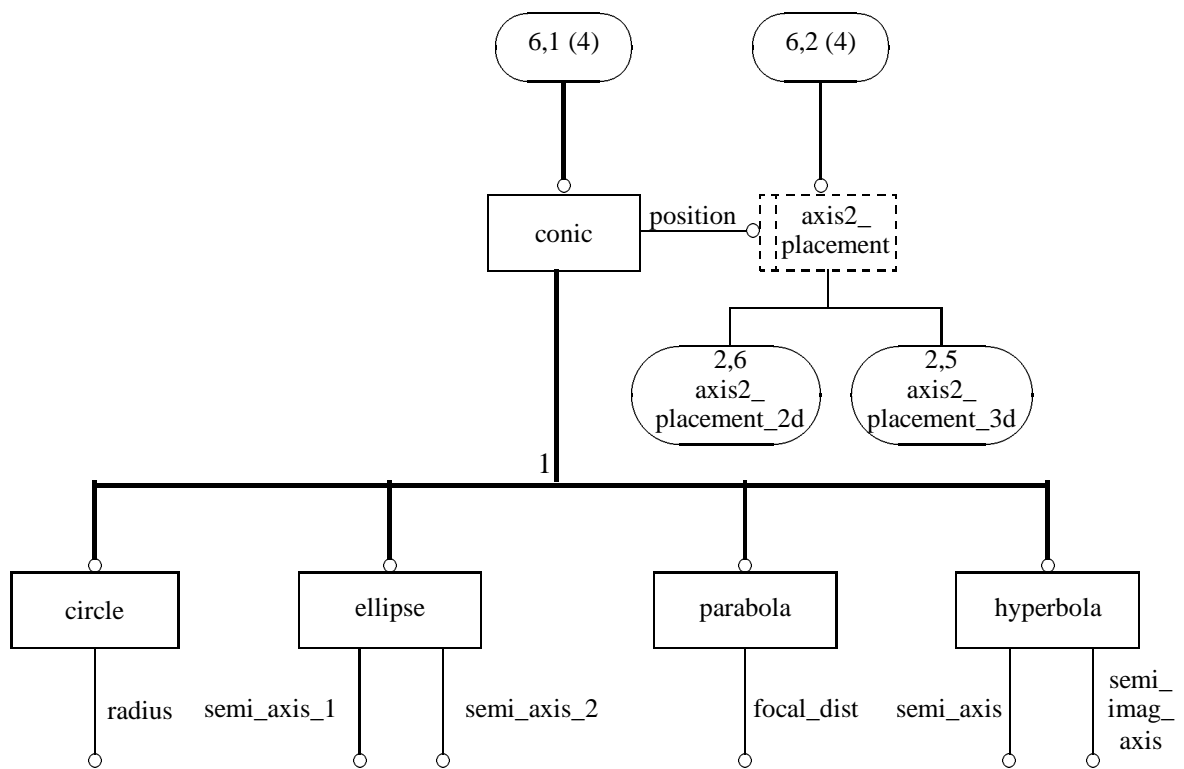 6,1 (4)
6,2 (4)
conic
position
axis2_
placement
2,6
axis2_
placement_2d
2,5
axis2_
placement_3d
1
circle
ellipse
parabola
hyperbola
radius
semi_axis_1
semi_axis_2
focal_dist
semi_axis
semi_
imag_
axis